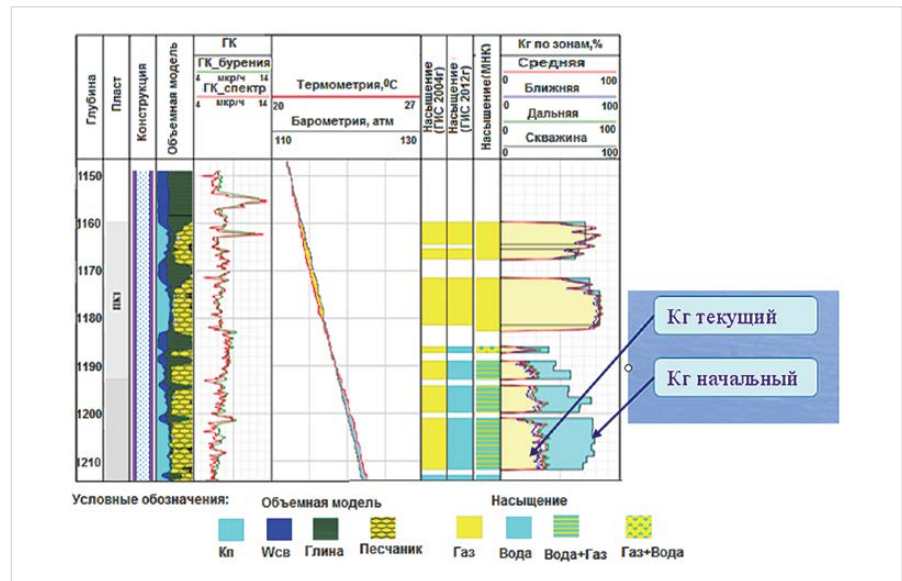 Глубина
Пласт
Конструкция
Объемная модель
ГК
ГК_бурения
4 мкр/ч 14
ГК_спектр
4 мкр/ч 14
Термометрия,⁰С
20 27
Барометрия, атм
110 130
Насыщение
(ГИС 2004г)
Насыщение
(ГИС 2012г)
Насыщение(МНК)
Кг по зонам,%
Средняя
0 100
Ближняя
0 100
Дальняя
0 100
Скважина
0 100
1150
1160
1170
1180
1190
1200
1210
ПК1
Кг текущий
Кг начальный
Условные обозначения:
Объемная модель
Насыщение
Кп
Wсв
Глина
Песчаник
Газ
Вода
Вода+Газ
Газ+Вода